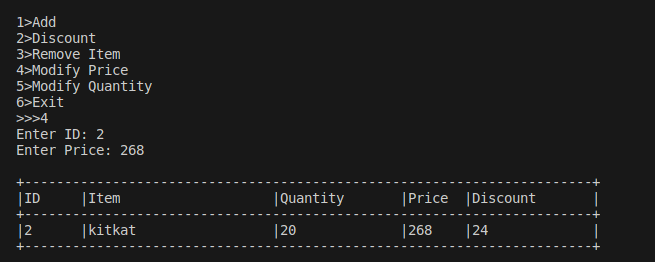 1>Add
2>Discount
3>Remove Item
4>Modify Price
5>Modify Quantity
6>Exit
>>>4
Enter ID: 2
Enter Price: 268
+-----------------------------------------------------------------------+
|ID     |Item                   |Quantity       |Price  |Discount       |
+-----------------------------------------------------------------------+
|2      |kitkat                 |20             |268    |24             |
+-----------------------------------------------------------------------+